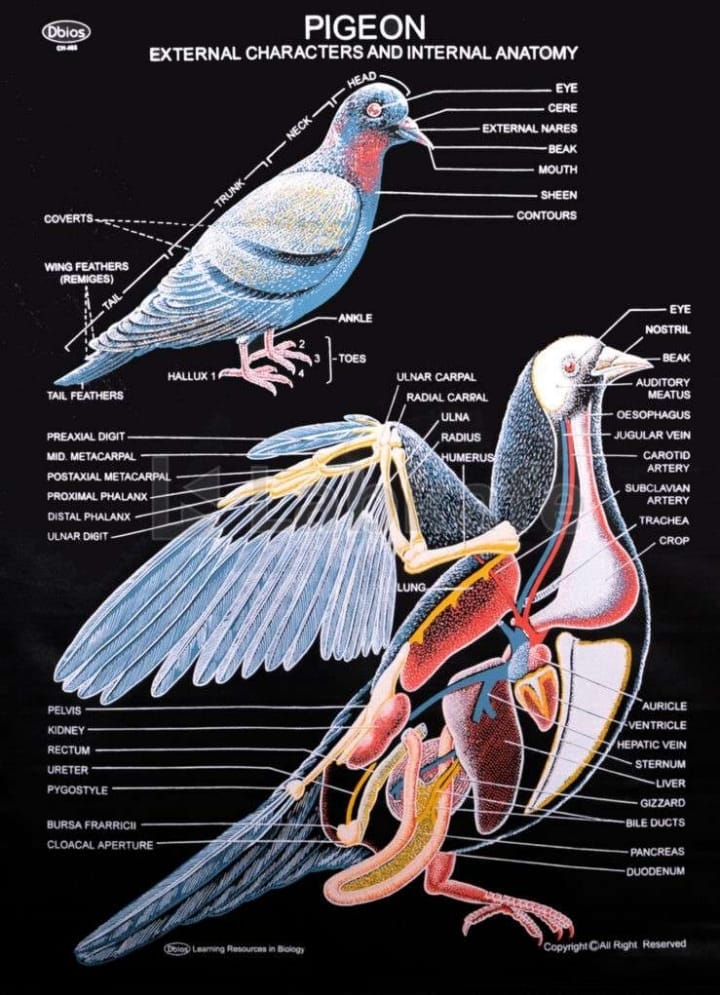 Dbios
CH-465
PIGEON
EXTERNAL CHARACTERS AND INTERNAL ANATOMY
HEAD
NECK
TRUNK
TAIL
EYE
CERE
EXTERNAL NARES
BEAK
MOUTH
SHEEN
CONTOURS
COVERTS
WING FEATHERS
(REMIGES)
TAIL FEATHERS
ANKLE
2
3
4
TOES
HALLUX 1
EYE
NOSTRIL
BEAK
AUDITORY
MEATUS
OESOPHAGUS
JUGULAR VEIN
CAROTID
ARTERY
SUBCLAVIAN
ARTERY
TRACHEA
CROP
ULNAR CARPAL
RADIAL CARPAL
ULNA
RADIUS
HUMERUS
PREAXIAL DIGIT
MID. METACARPAL
POSTAXIAL METACARPAL
PROXIMAL PHALANX
DISTAL PHALANX
ULNAR DIGIT
LUNG
PELVIS
KIDNEY
RECTUM
URETER
PYGOSTYLE
BURSA FRARRICII
CLOACAL APERTURE
AURICLE
VENTRICLE
HEPATIC VEIN
STERNUM
LIVER
GIZZARD
BILE DUCTS
PANCREAS
DUODENUM
Dbios Learning Resources in Biology
Copyright ©All Right Reserved